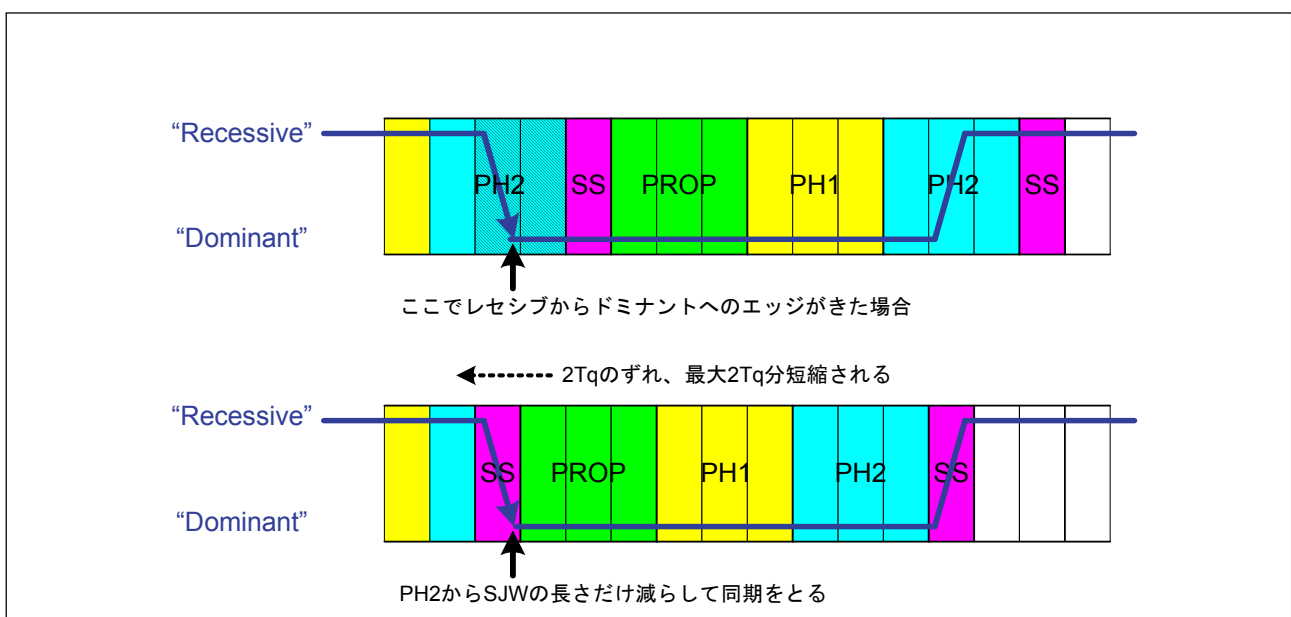 “Recessive”
PH2 SS PROP PH1 PH2 SS
“Dominant”
ここでレセシブからドミナントへのエッジがきた場合
2Tqのずれ、最大2Tq分短縮される
“Recessive”
SS PROP PH1 PH2 SS
“Dominant”
PH2からSJWの長さだけ減らして同期をとる